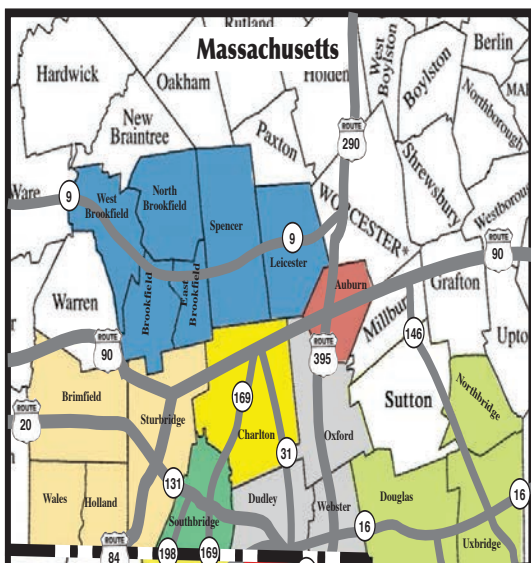 Rutland
Massachusetts
Berlin
West
Boylston
Boylston
Hardwick
Oakham
Holden
Northborough
New
Braintree
Paxton
ROUTE
290
Shrewsbury
Ware
9
West
Brookfield
North
Brookfield
Spencer
9
Leicester
WORCESTER*
Westboro
ROUTE
90
Auburn
Grafton
Warren
Brookfield
East
Brookfield
Millbur
146
Upto
ROUTE
90
ROUTE
395
Brimfield
169
Northbridge
ROUTE
20
Sturbridge
Charlton
31
Oxford
Sutton
Wales
Holland
131
Southbridge
Dudley
Webster
Douglas
16
16
Uxbridge
ROUTE
84
198
169